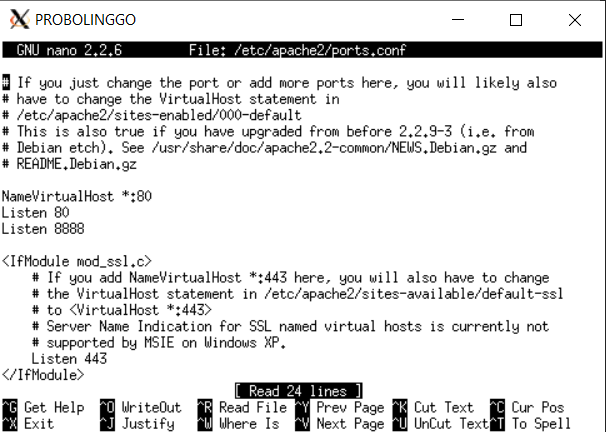 PROBOLINGGO
GNU nano 2.2.6 File: /etc/apache2/ports.conf
# If you just change the port or add more ports here, you will likely also
# have to change the VirtualHost statement in
# /etc/apache2/sites-enabled/000-default
# This is also true if you have upgraded from before 2.2.9-3 (i.e. from
# Debian etch). See /usr/share/doc/apache2.2-common/NEWS.Debian.gz and
# README.Debian.gz
NameVirtualHost *:80
Listen 80
Listen 8888
<IfModule mod_ssl.c>
# If you add NameVirtualHost *:443 here, you will also have to change
# the VirtualHost statement in /etc/apache2/sites-available/default-ssl
# to <VirtualHost *:443>
# Server Name Indication for SSL named virtual hosts is currently not
# supported by MSIE on Windows XP.
Listen 443
</IfModule>
[ Read 24 lines ]
^G Get Help ^O WriteOut ^R Read File ^Y Prev Page ^K Cut Text ^C Cur Pos
^X Exit ^J Justify ^W Where Is ^V Next Page ^U UnCut Text ^T To Spell